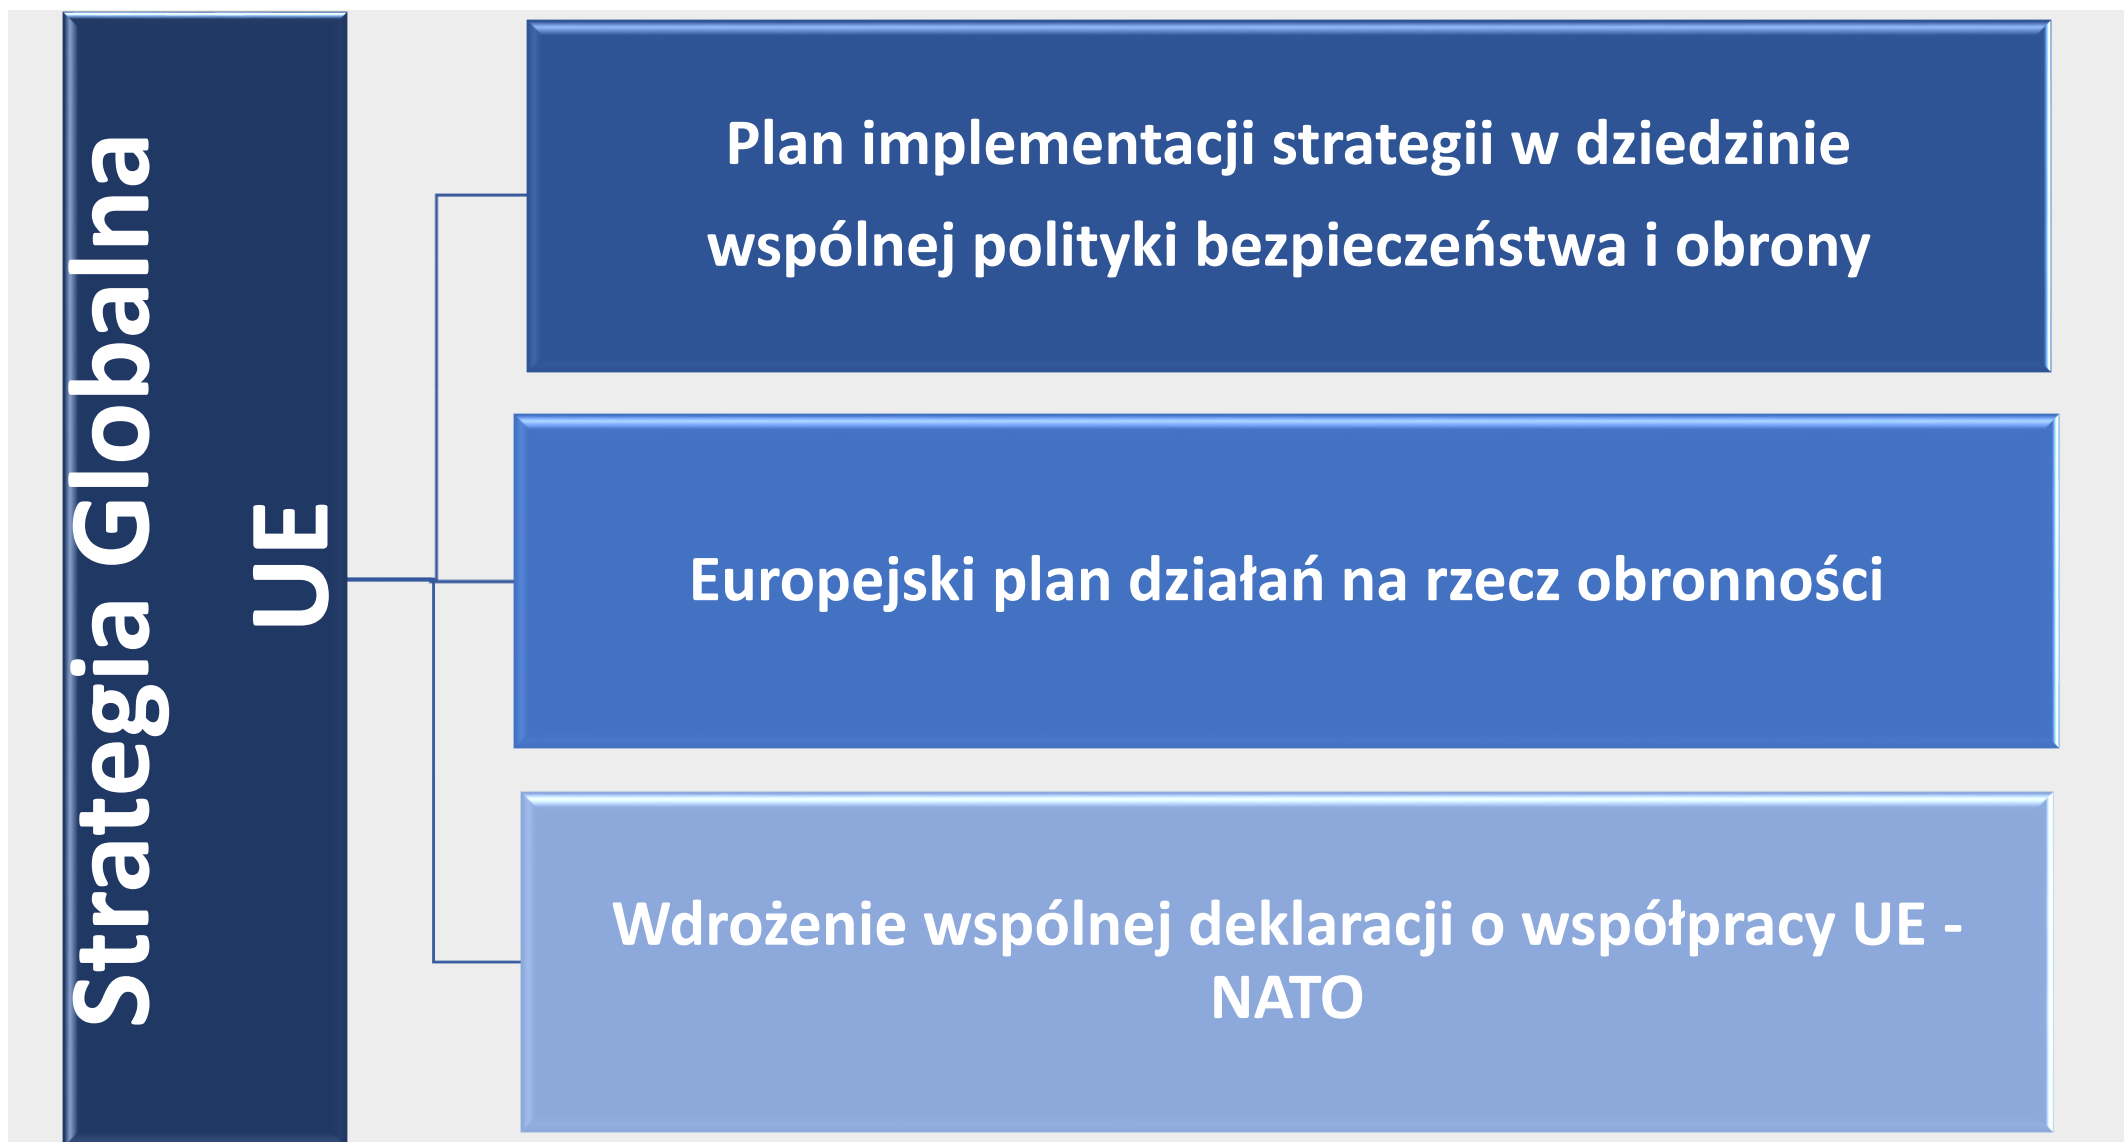 Strategia Globalna
UE
Plan implementacji strategii w dziedzinie
wspólnej polityki bezpieczeństwa i obrony
Europejski plan działań na rzecz obronności
Wdrożenie wspólnej deklaracji o współpracy UE -
NATO